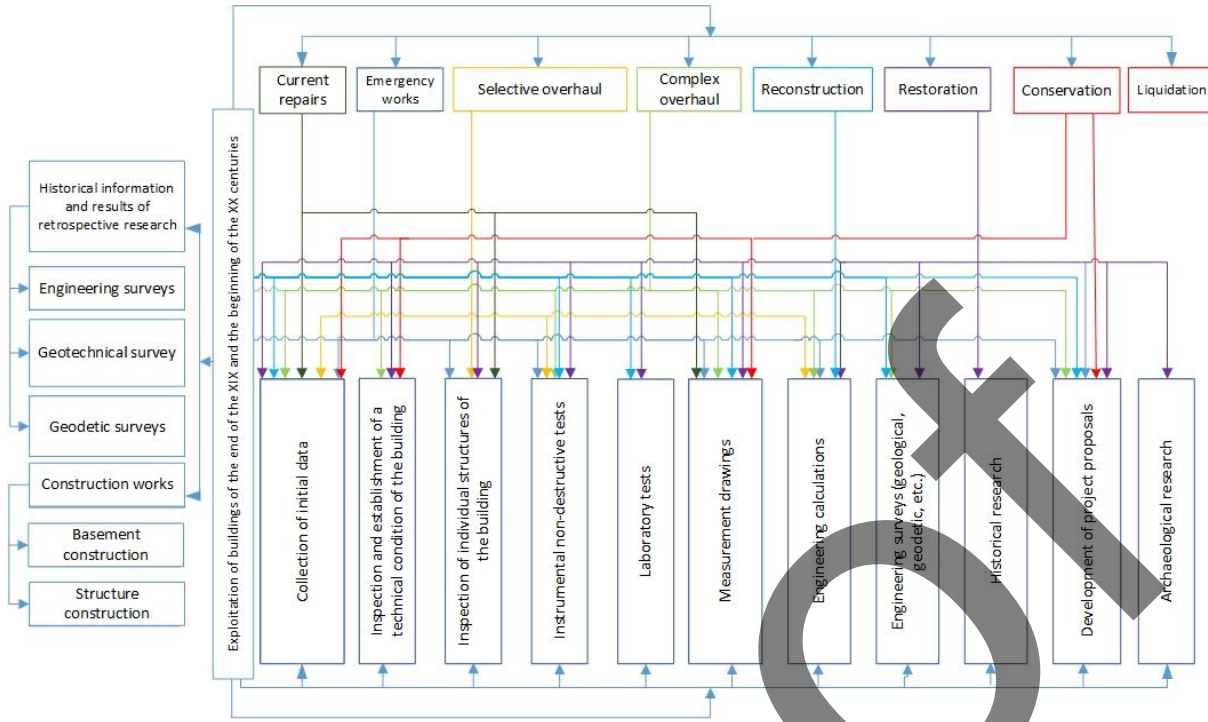 Current
repairs
Emergency
works
Selective overhaul
Complex
overhaul
Reconstruction
Restoration
Conservation
Liquidation
Historical information
and results of
retrospective research
Engineering surveys
Geotechnical survey
Geodetic surveys
Construction works
Basement
construction
Structure
construction
Exploitation of buildings of the end of the XIX and the beginning of the XX centuries
Collection of initial data
Inspection and establishment of a
technical condition of the building
Inspection of individual structures of
the building
Instrumental non-destructive tests
Laboratory tests
Measurement drawings
Engineering calculations
Engineering surveys (geological,
geodetic, etc.)
Historical research
Development of project proposals
Archaeological research
of